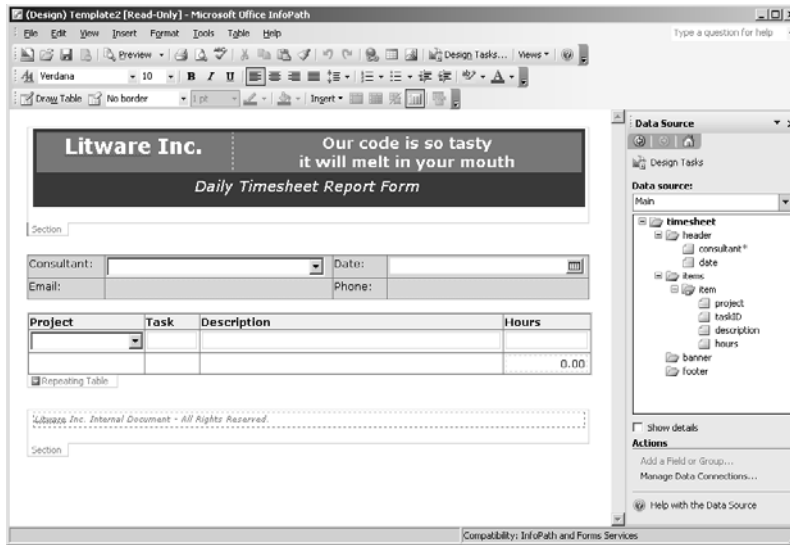 (Design) Template2 [Read-Only] - Microsoft Office InfoPath
File Edit View Insert Format Tools Table Help
Type a question for help
Preview
Design Tasks...
Views
Verdana
10
B I U
A
Draw Table
No border
1 pt
Insert
Litware Inc.
Our code is so tasty
it will melt in your mouth
Daily Timesheet Report Form
Section
Consultant:
Date:
Email:
Phone:
Project Task Description Hours
0.00
Repeating Table
Litware Inc. Internal Document - All Rights Reserved.
Section
Data Source
Design Tasks
Data source:
Main
timesheet
header
consultant*
date
items
item
project
taskID
description
hours
banner
footer
Show details
Actions
Add a Field or Group...
Manage Data Connections...
Help with the Data Source
Compatibility: InfoPath and Forms Services